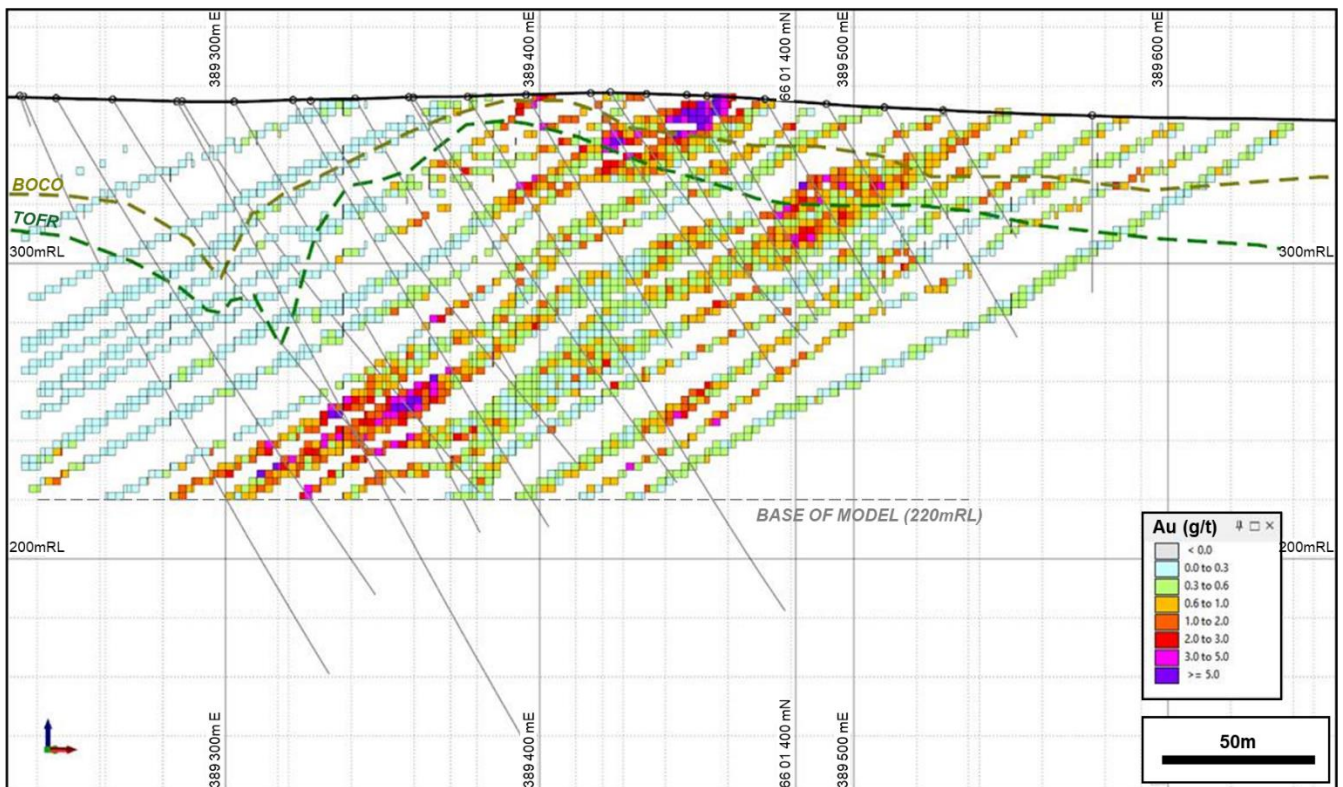 389 300m E
389 400 mE
66 01 400 mN
389 500 mE
389 600 mE
BOCO
TOFR
300mRL
300mRL
BASE OF MODEL (220mRL)
200mRL
200mRL
Au (g/t)
< 0.0
0.0 to 0.3
0.3 to 0.6
0.6 to 1.0
1.0 to 2.0
2.0 to 3.0
3.0 to 5.0
>= 5.0
389 300m E
389 400 mE
66 01 400 mN
389 500 mE
50m